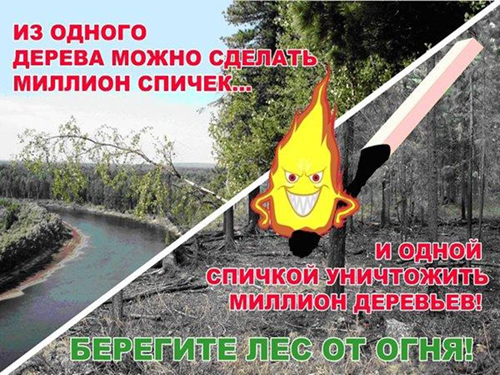 ИЗ ОДНОГО
ДЕРЕВА МОЖНО СДЕЛАТЬ
МИЛЛИОН СПИЧЕК...
И ОДНОЙ
СПИЧКОЙ УНИЧТОЖИТЬ
МИЛЛИОН ДЕРЕВЬЕВ!
БЕРЕГИТЕ ЛЕС ОТ ОГНЯ!